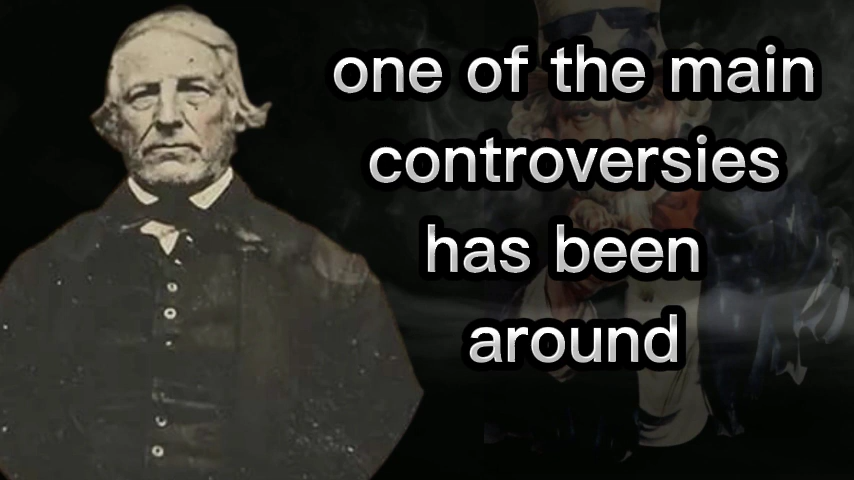 one of the main
controversies
has been
around